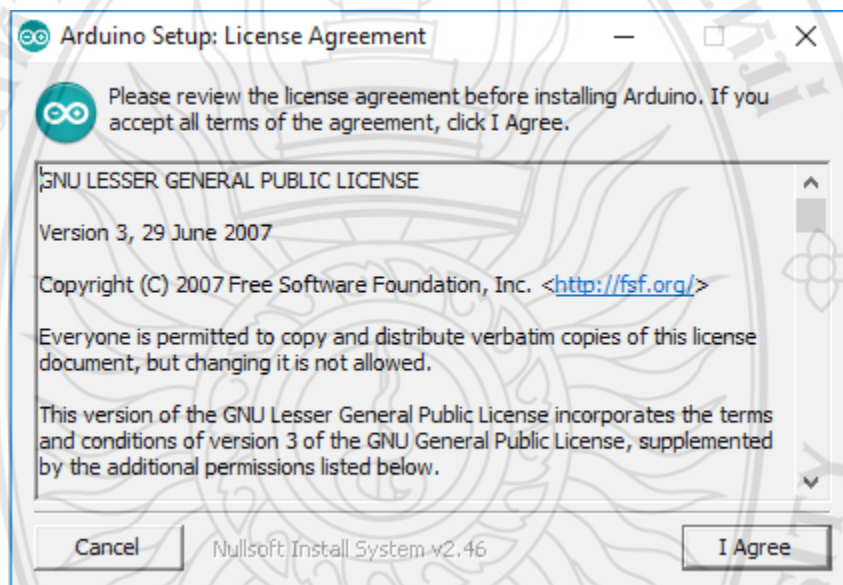 Arduino Setup: License Agreement
Please review the license agreement before installing Arduino. If you
accept all terms of the agreement, click I Agree.
GNU LESSER GENERAL PUBLIC LICENSE
Version 3, 29 June 2007
Copyright (C) 2007 Free Software Foundation, Inc. <http://fsf.org/>
Everyone is permitted to copy and distribute verbatim copies of this license
document, but changing it is not allowed.
This version of the GNU Lesser General Public License incorporates the terms
and conditions of version 3 of the GNU General Public License, supplemented
by the additional permissions listed below.
Cancel
Nullsoft Install System v2.46
I Agree